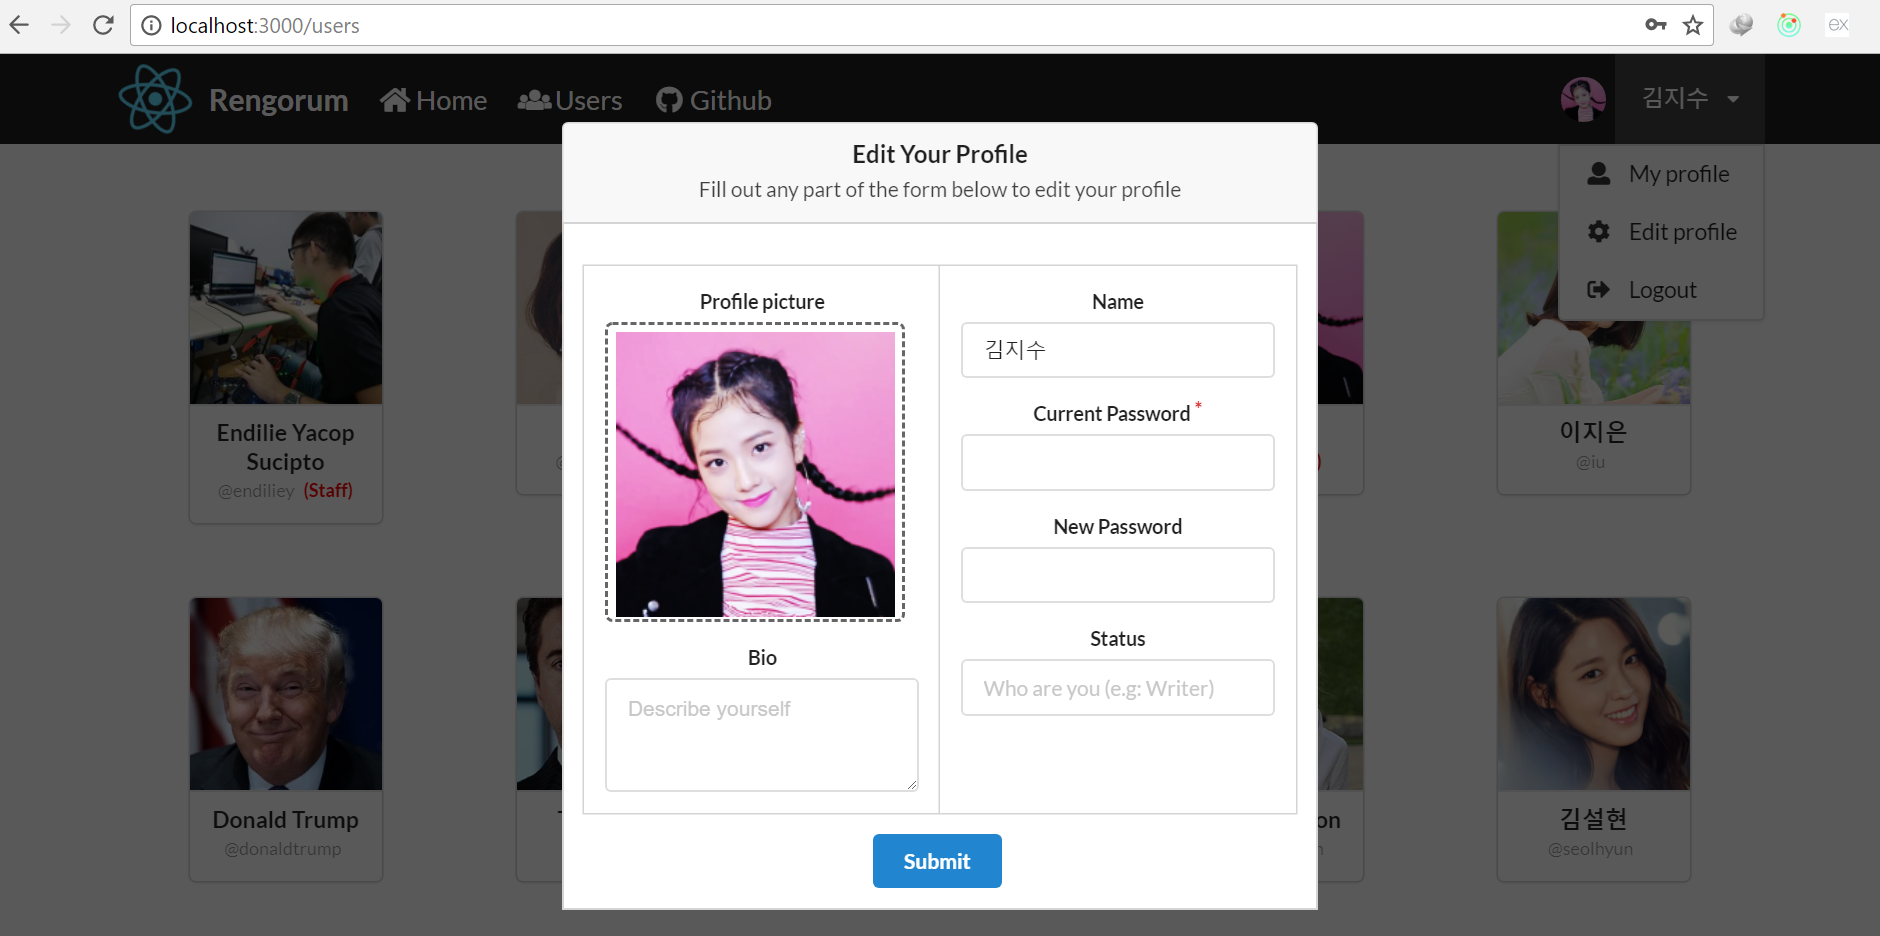 localhost:3000/users
ex
Rengorum
Home
Users
Github
김지수
My profile
Edit profile
Logout
Edit Your Profile
Fill out any part of the form below to edit your profile
Profile picture
Name
김지수
Current Password *
New Password
Status
Who are you (e.g: Writer)
Bio
Describe yourself
Submit
Endilie Yacop
Sucipto
@endiliey (Staff)
이지은
@iu
Donald Trump
@donaldtrump
on
김설현
@seolhyun